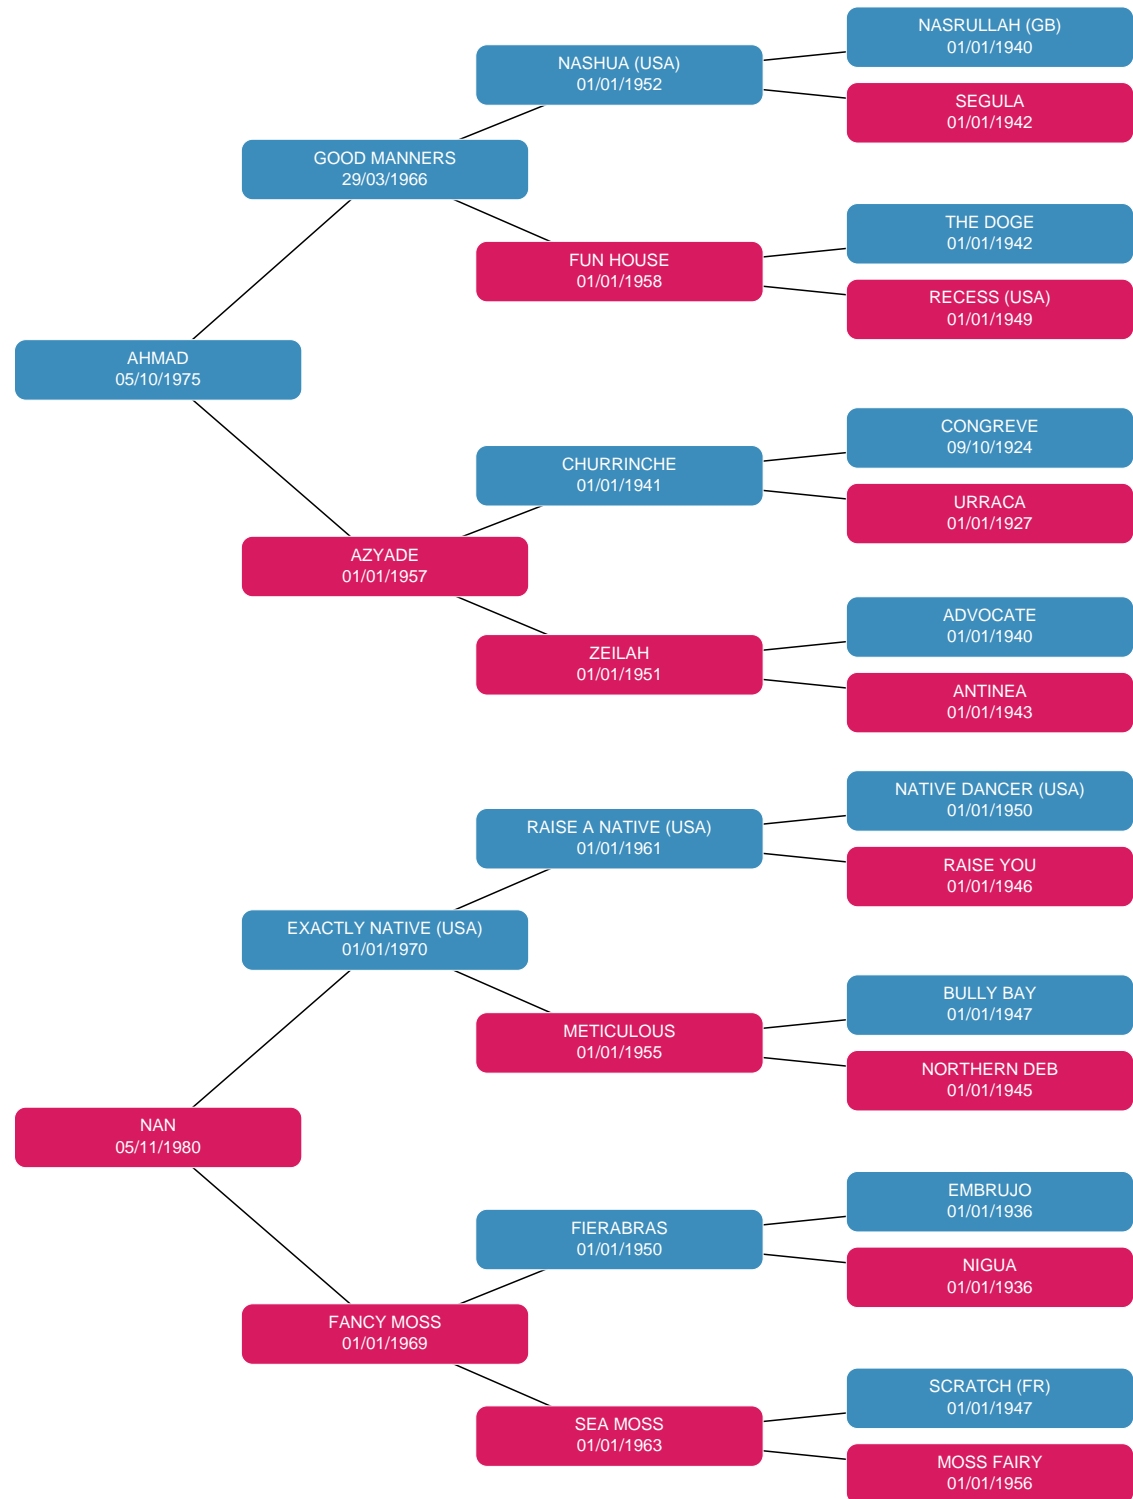 NASRULLAH (GB)
01/01/1940
NASHUA (USA)
01/01/1952
SEGULA
01/01/1942
GOOD MANNERS
29/03/1966
THE DOGE
01/01/1942
FUN HOUSE
01/01/1958
RECESS (USA)
01/01/1949
AHMAD
05/10/1975
CONGREVE
09/10/1924
CHURRINCHE
01/01/1941
URRACA
01/01/1927
AZYADE
01/01/1957
ADVOCATE
01/01/1940
ZEILAH
01/01/1951
ANTINEA
01/01/1943
NATIVE DANCER (USA)
01/01/1950
RAISE A NATIVE (USA)
01/01/1961
RAISE YOU
01/01/1946
EXACTLY NATIVE (USA)
01/01/1970
BULLY BAY
01/01/1947
METICULOUS
01/01/1955
NORTHERN DEB
01/01/1945
NAN
05/11/1980
EMBRUJO
01/01/1936
FIERABRAS
01/01/1950
NIGUA
01/01/1936
FANCY MOSS
01/01/1969
SCRATCH (FR)
01/01/1947
SEA MOSS
01/01/1963
MOSS FAIRY
01/01/1956